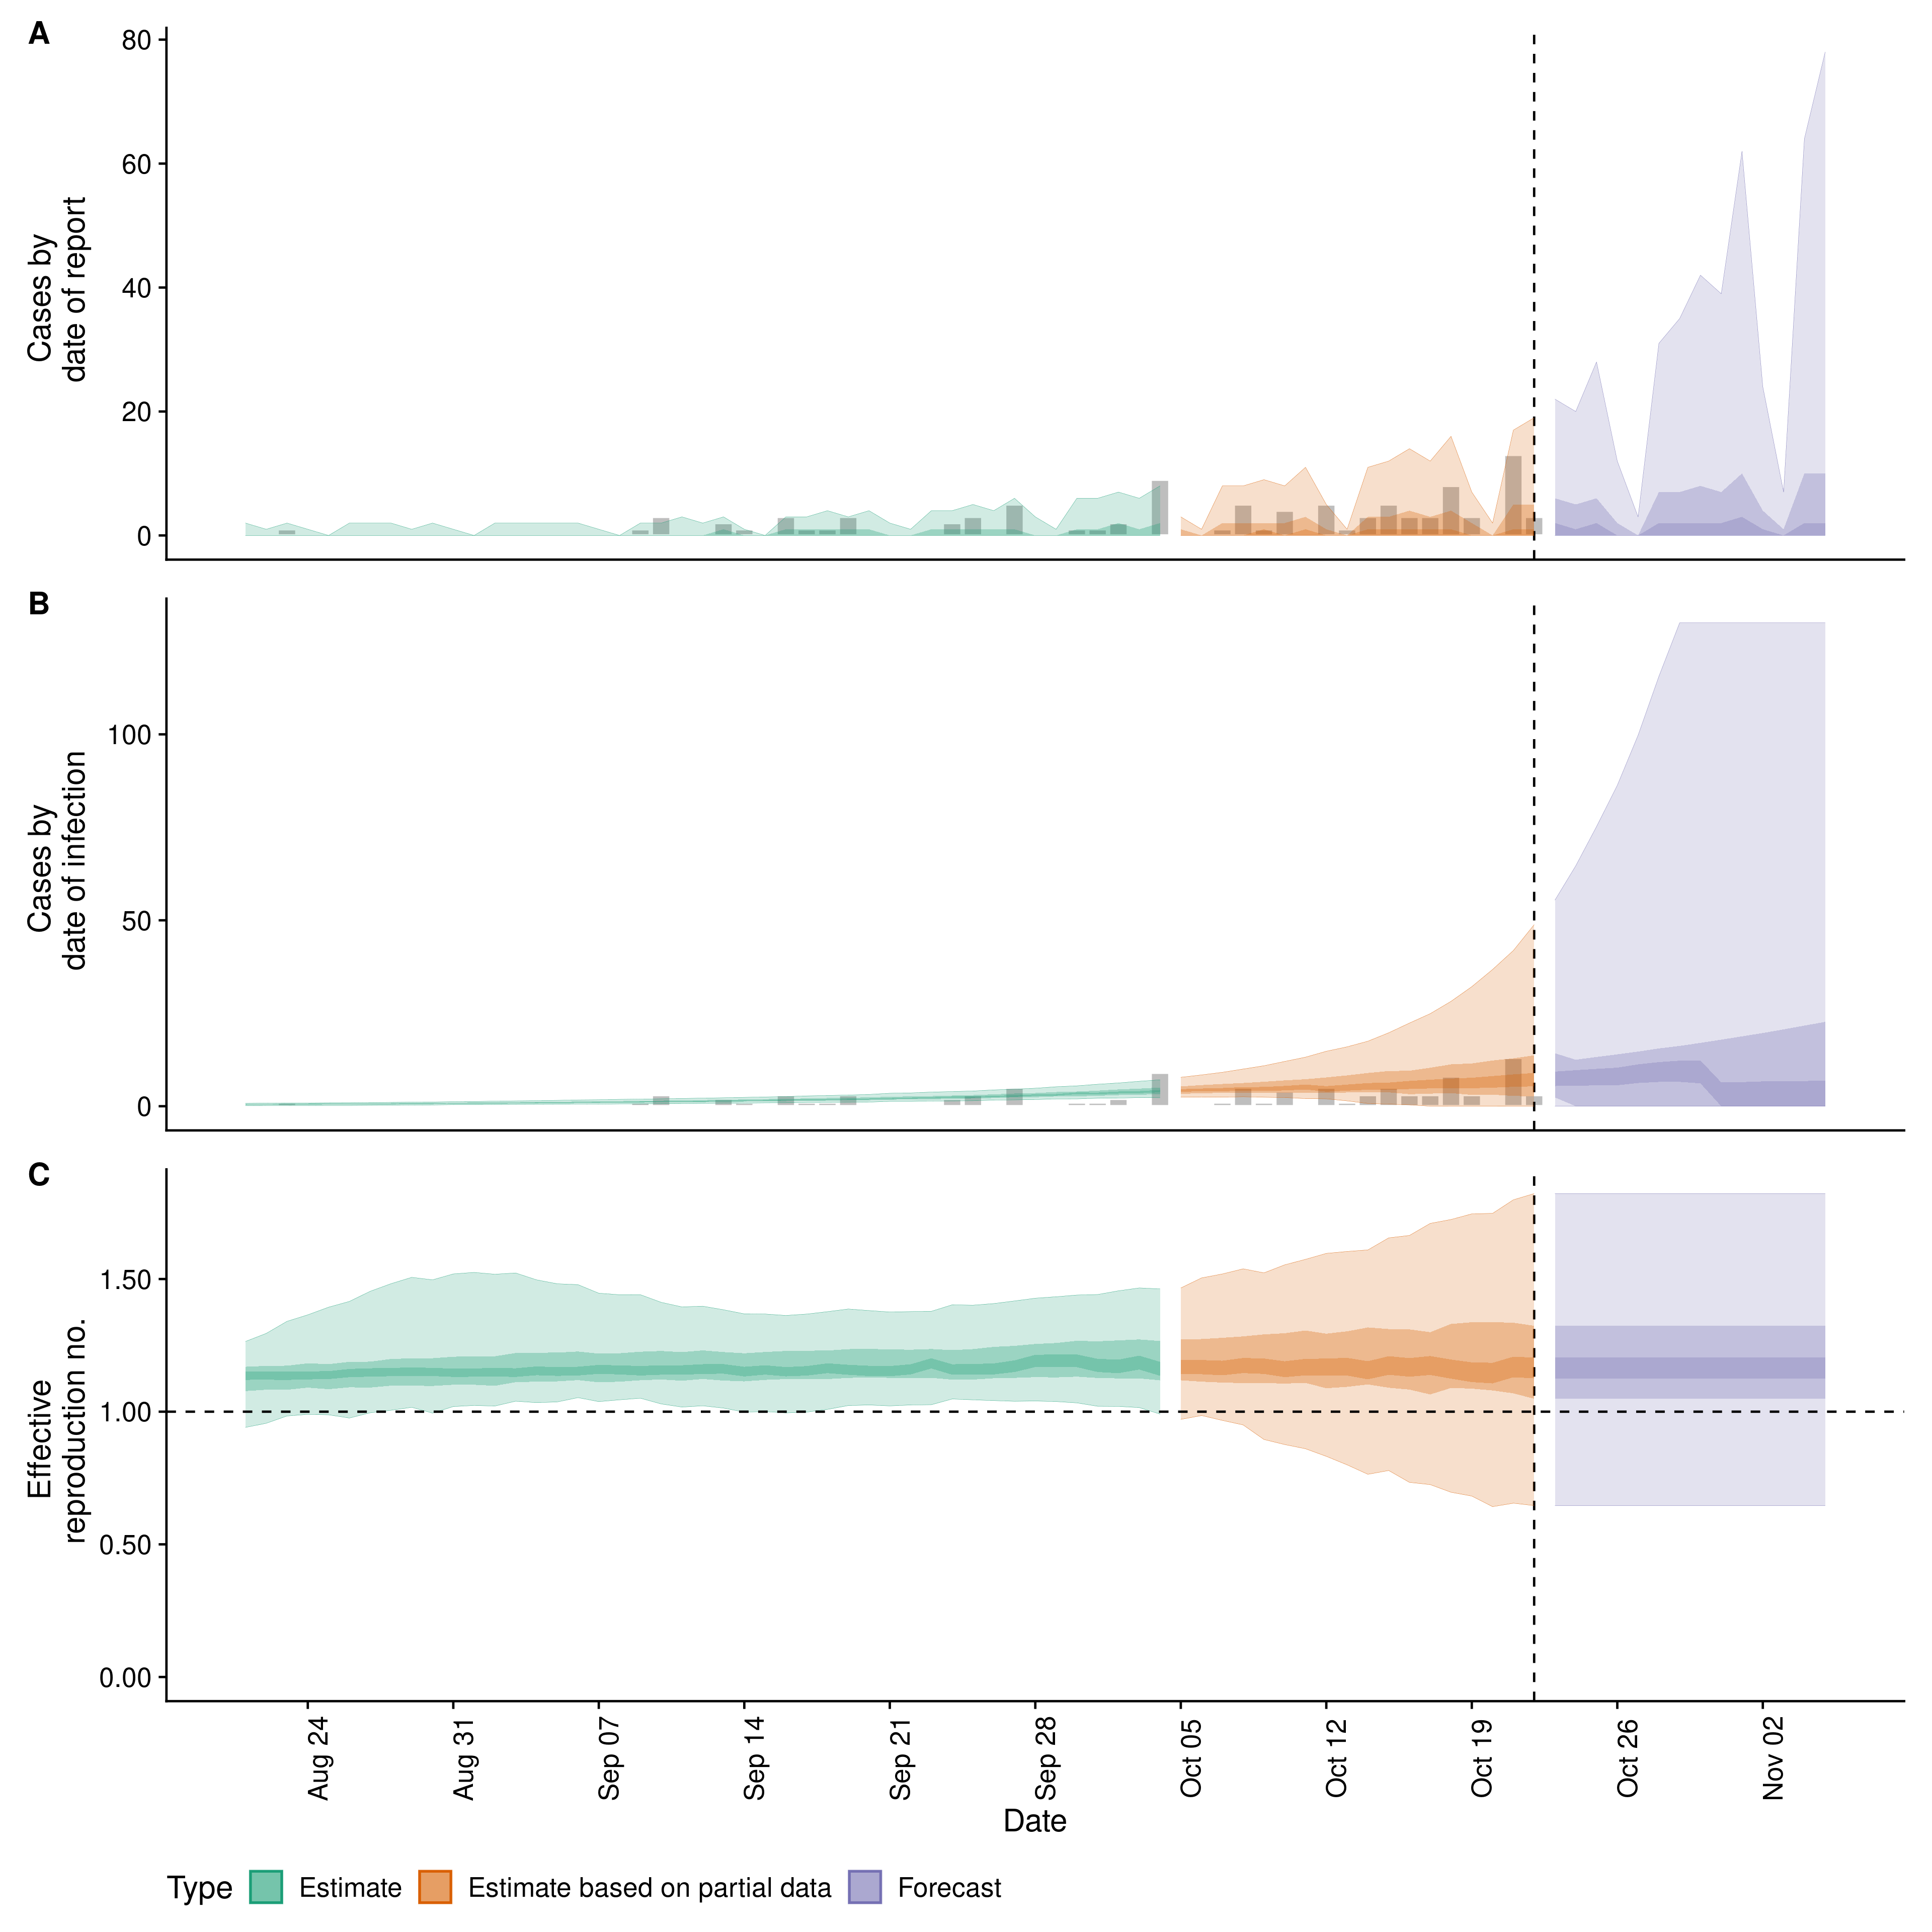 A
80
60
40
20
0
Cases by
date of report
B
100
50
0
Cases by
date of infection
C
1.50
1.00
0.50
0.00
Effective
reproduction no.
Aug 24
Aug 31
Sep 07
Sep 14
Sep 21
Sep 28
Oct 05
Oct 12
Oct 19
Oct 26
Nov 02
Date
Type Estimate Estimate based on partial data Forecast